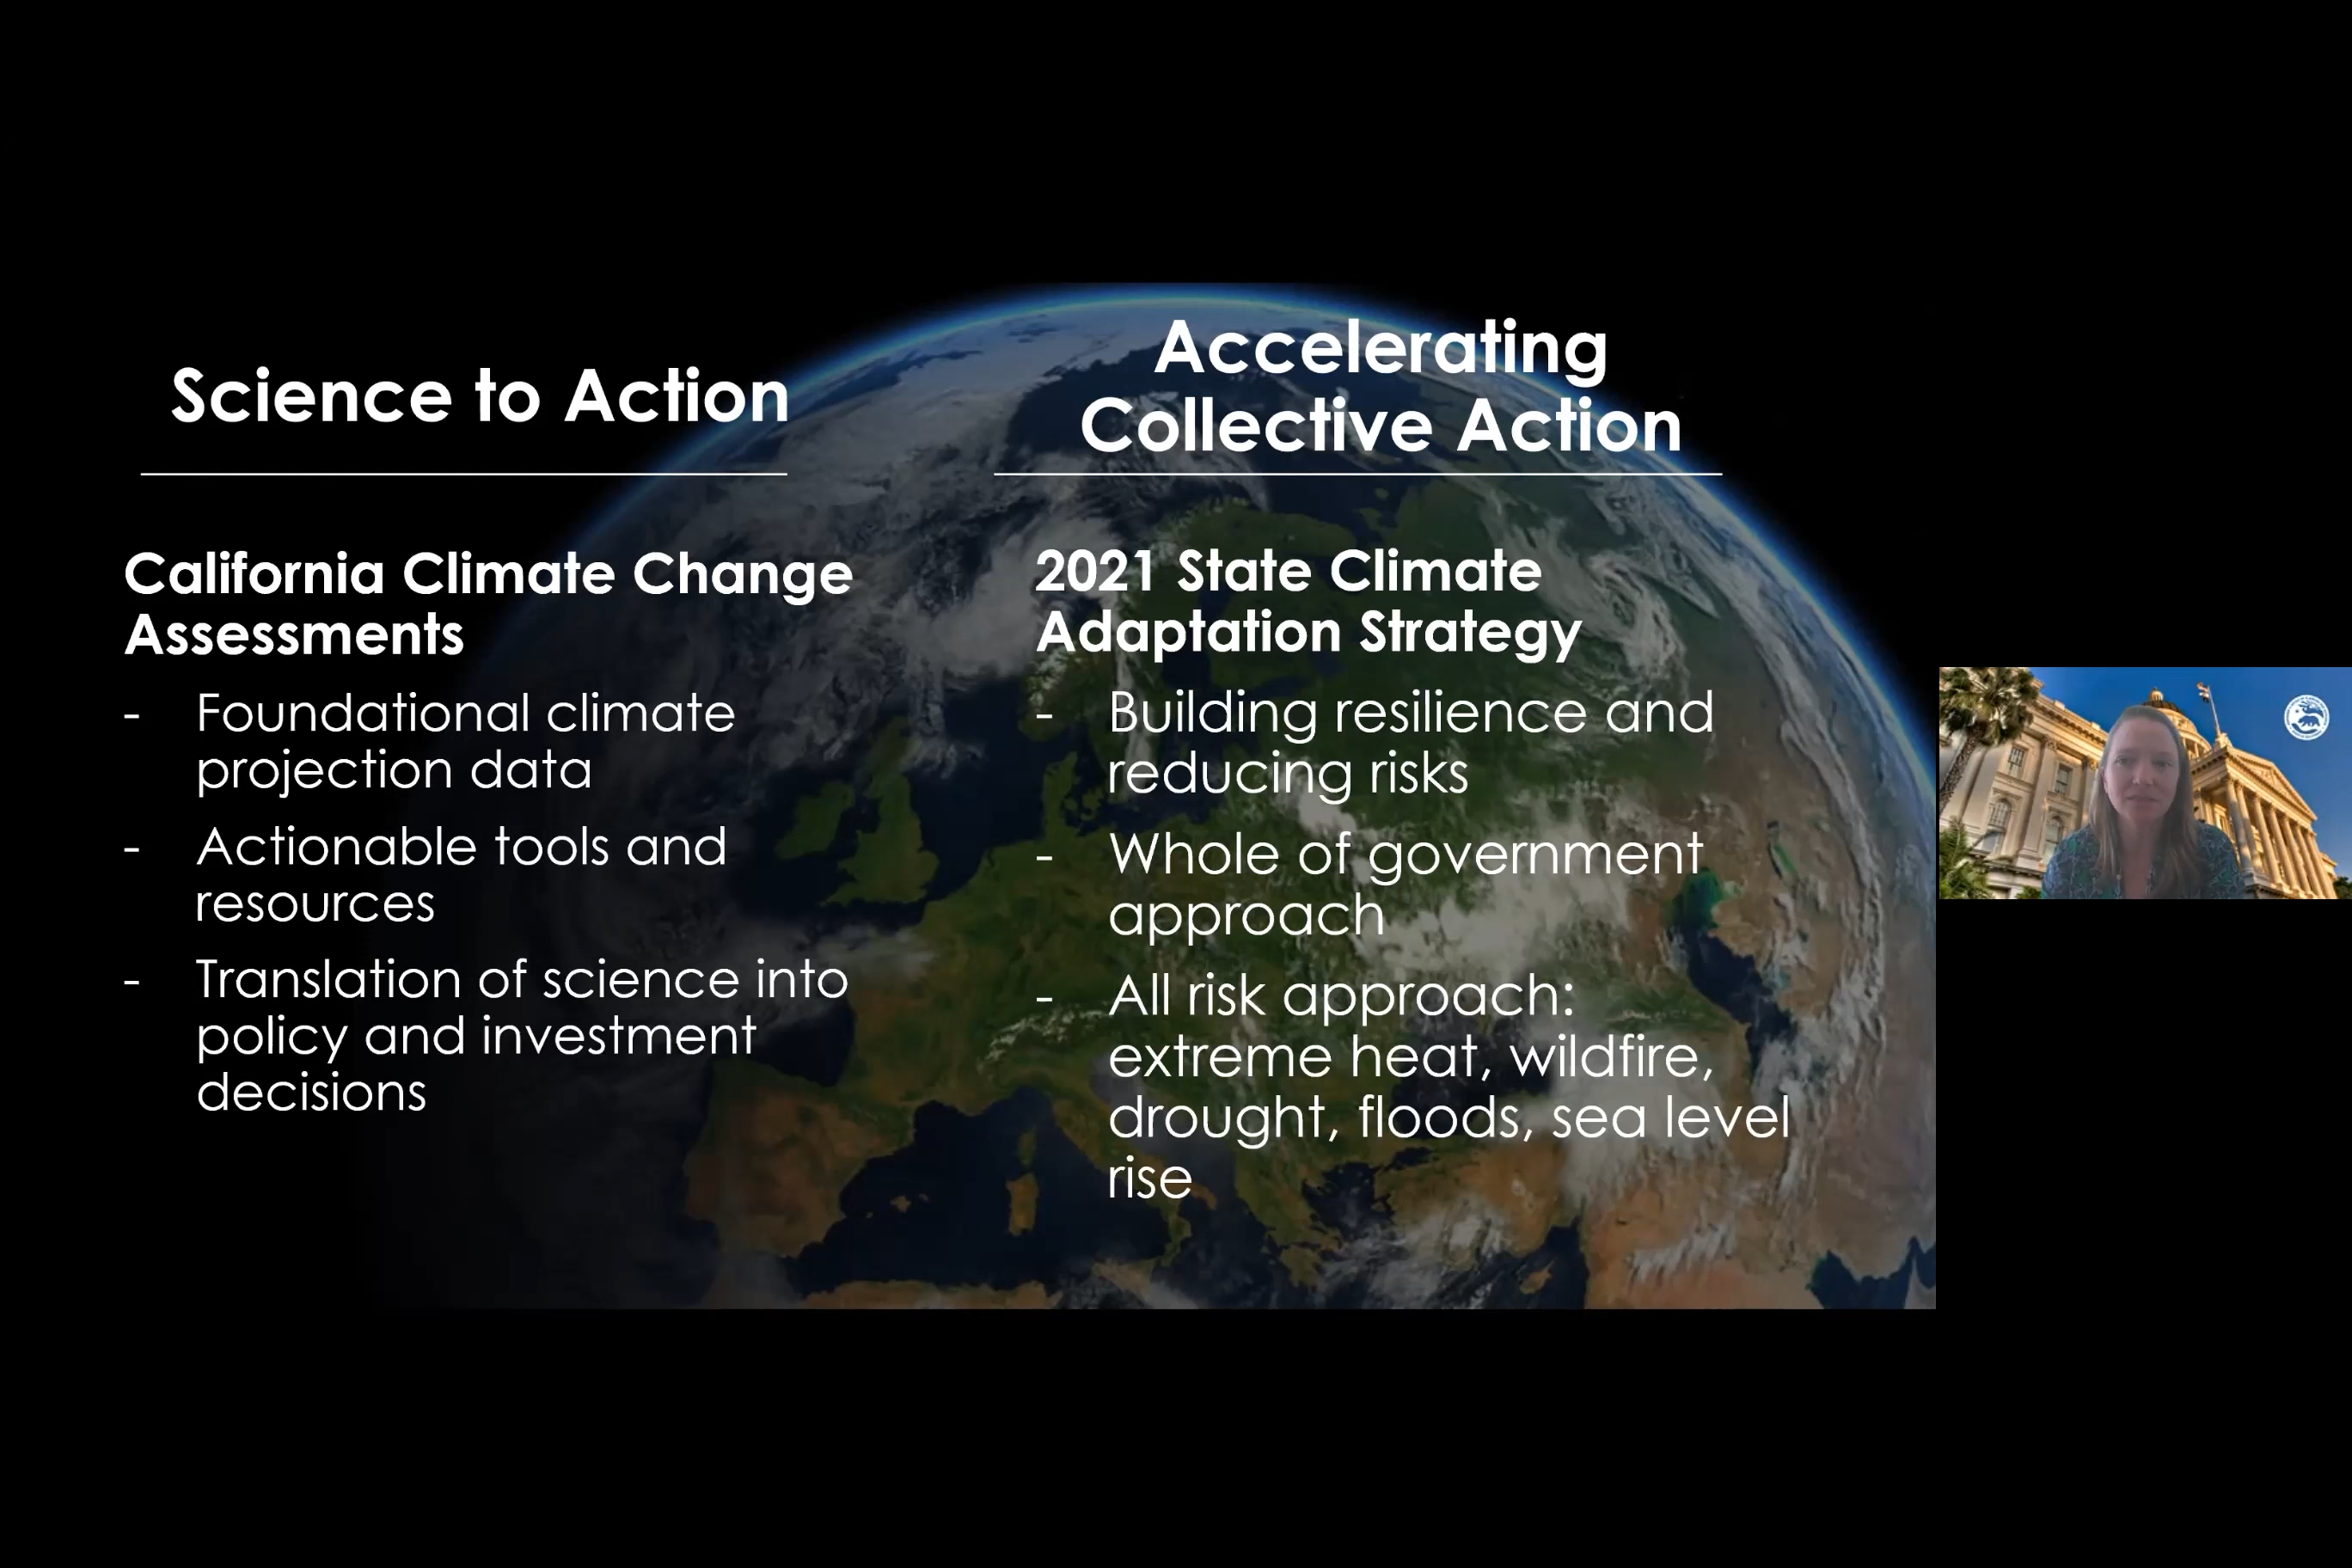 Science to Action
California Climate Change
Assessments
- Foundational climate
projection data
- Actionable tools and
resources
- Translation of science into
policy and investment
decisions
Accelerating
Collective Action
2021 State Climate
Adaptation Strategy
- Building resilience and
reducing risks
- Whole of government
approach
- All risk approach:
extreme heat, wildfire,
drought, floods, sea level
rise